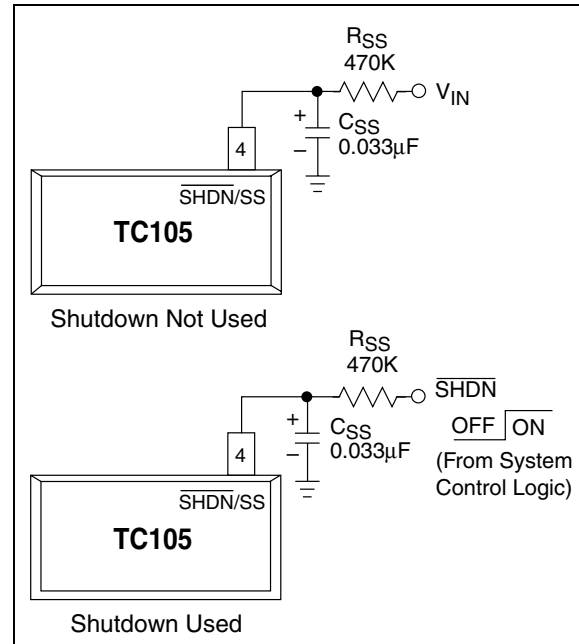 RSS
470K
VIN
+
CSS
–
0.033µF
4
SHDN/SS
TC105
Shutdown Not Used
RSS
470K
SHDN
+
CSS
OFF ON
–
0.033µF
(From System
4
Control Logic)
SHDN/SS
TC105
Shutdown Used